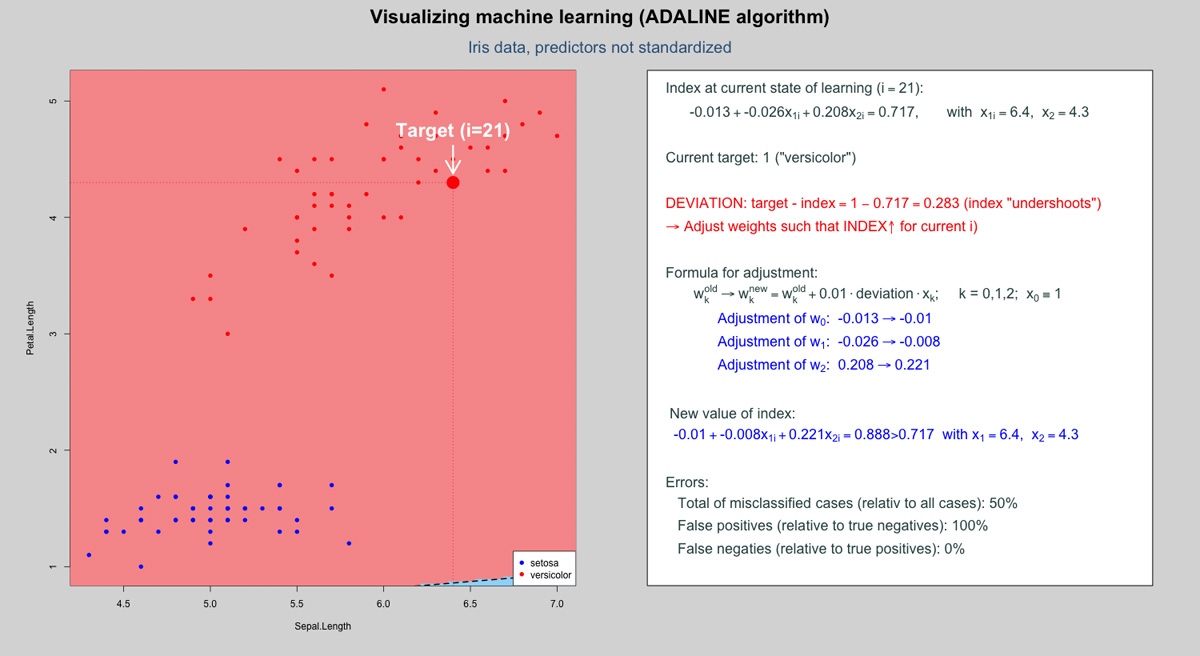 Visualizing machine learning (ADALINE algorithm)
Iris data, predictors not standardized
Target (i=21)
5
4
3
2
1
Petal.Length
4.5 5.0 5.5 6.0 6.5 7.0
Sepal.Length
setosa
versicolor
Index at current state of learning (i = 21):
-0.013 + -0.026x₁ᵢ + 0.208x₂ᵢ = 0.717, with x₁ᵢ = 6.4, x₂ = 4.3
Current target: 1 ("versicolor")
DEVIATION: target - index = 1 − 0.717 = 0.283 (index "undershoots")
→ Adjust weights such that INDEX↑ for current i)
Formula for adjustment:
w_k^old → w_k^new = w_k^old + 0.01 · deviation · x_k; k = 0,1,2; x₀ ≡ 1
Adjustment of w₀: -0.013 → -0.01
Adjustment of w₁: -0.026 → -0.008
Adjustment of w₂: 0.208 → 0.221
New value of index:
-0.01 + -0.008x₁ᵢ + 0.221x₂ᵢ = 0.888>0.717 with x₁ = 6.4, x₂ = 4.3
Errors:
Total of misclassified cases (relativ to all cases): 50%
False positives (relative to true negatives): 100%
False negaties (relative to true positives): 0%